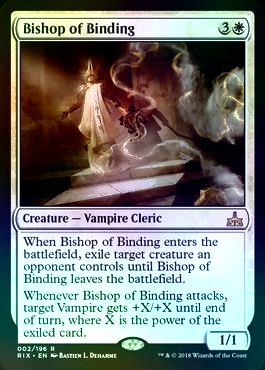 Bishop of Binding 3
Creature — Vampire Cleric
When Bishop of Binding enters the
battlefield, exile target creature an
opponent controls until Bishop of
Binding leaves the battlefield.
Whenever Bishop of Binding attacks,
target Vampire gets +X/+X until end
of turn, where X is the power of the
exiled card.
1/1
002/196 R
RIX • EN BASTIEN L. DEHARME
™ & © 2018 Wizards of the Coast